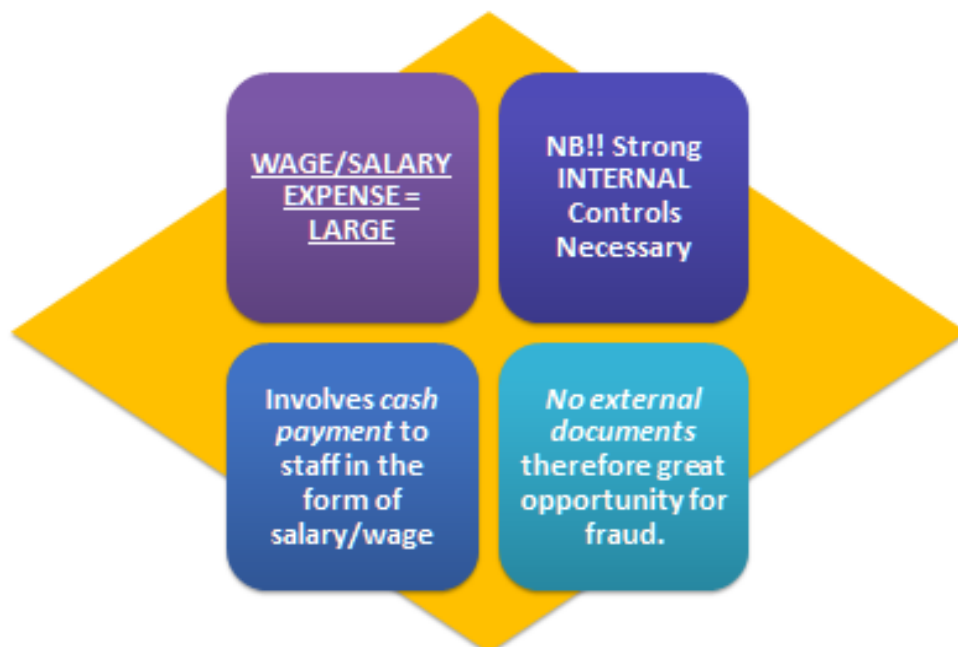 WAGE/SALARY
EXPENSE =
LARGE
NB!! Strong
INTERNAL
Controls
Necessary
Involves cash
payment to
staff in the
form of
salary/wage
No external
documents
therefore great
opportunity for
fraud.